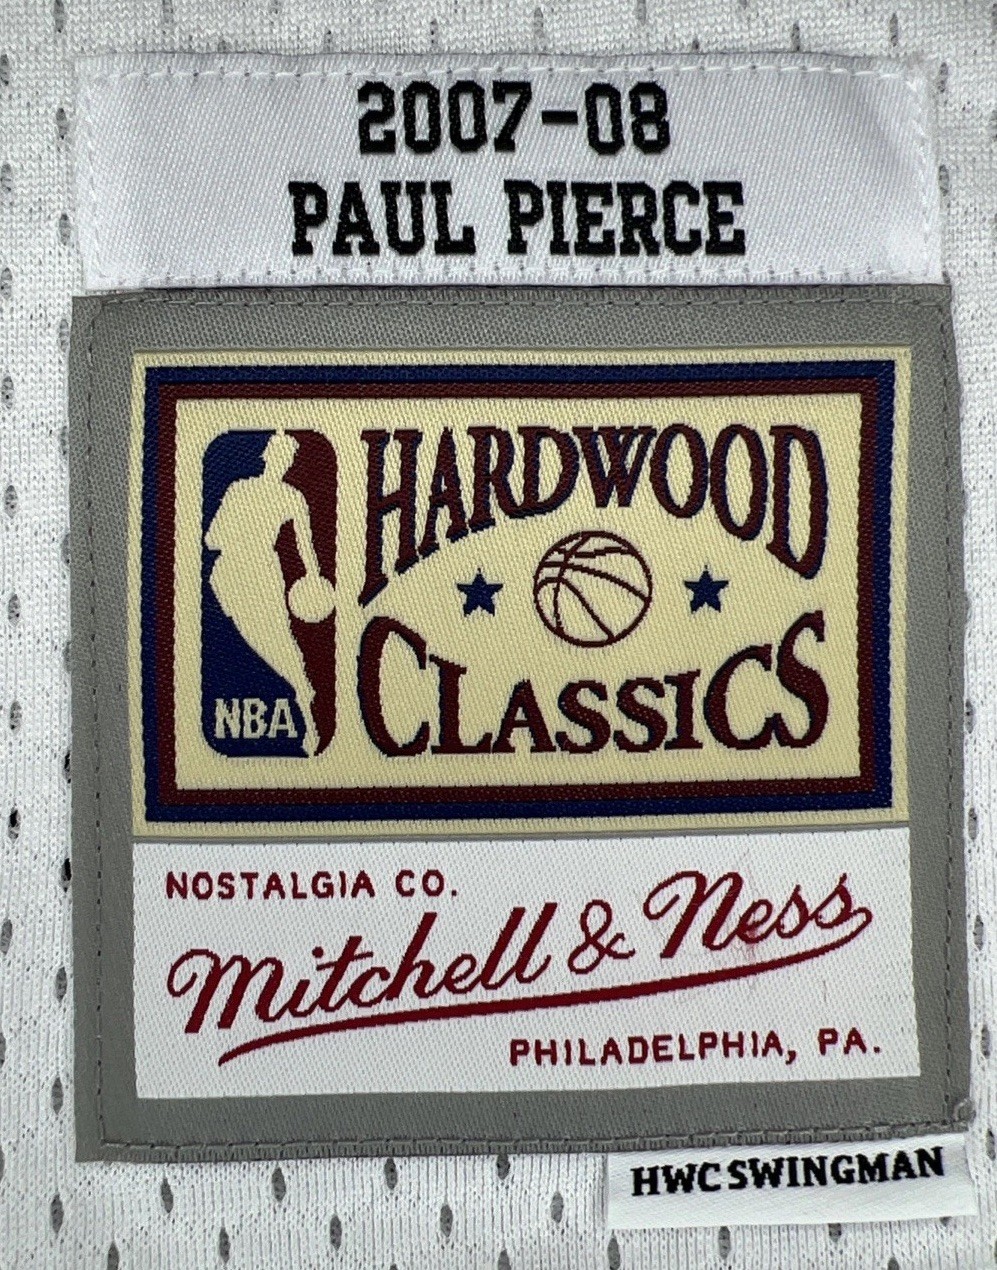 2007-08
PAUL PIERCE
HARDWOOD
CLASSICS
NBA
NOSTALGIA CO.
Mitchell & Ness
PHILADELPHIA, PA.
HWC SWINGMAN